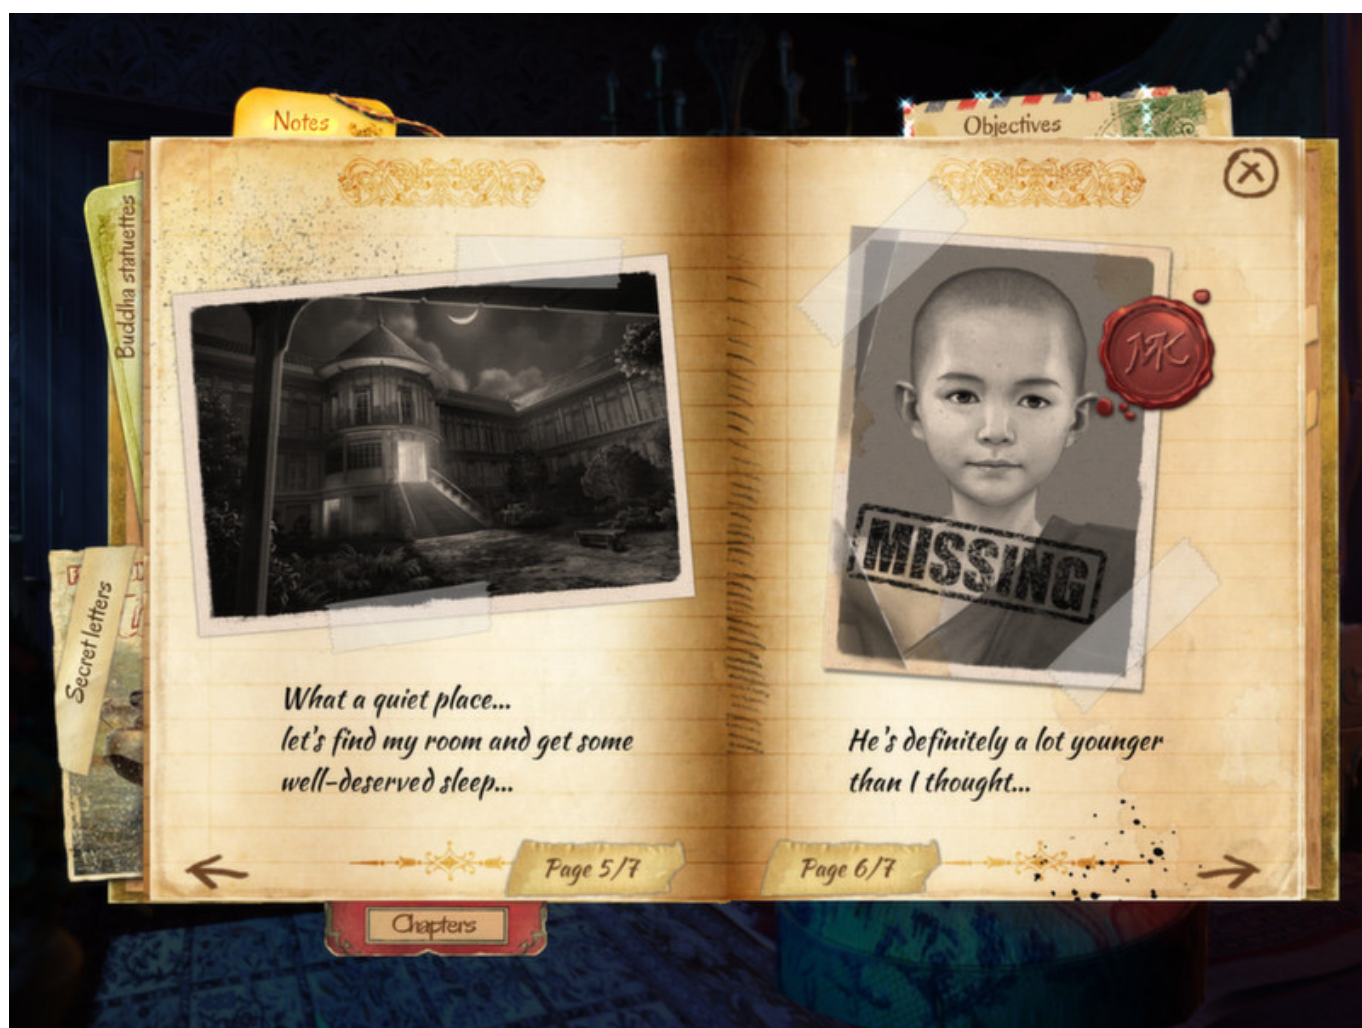 Notes
Objectives
Buddha statuettes
Secret letters
MISSING
What a quiet place...
let's find my room and get some
well-deserved sleep...
He's definitely a lot younger
than I thought...
Page 5/7
Page 6/7
Chapters